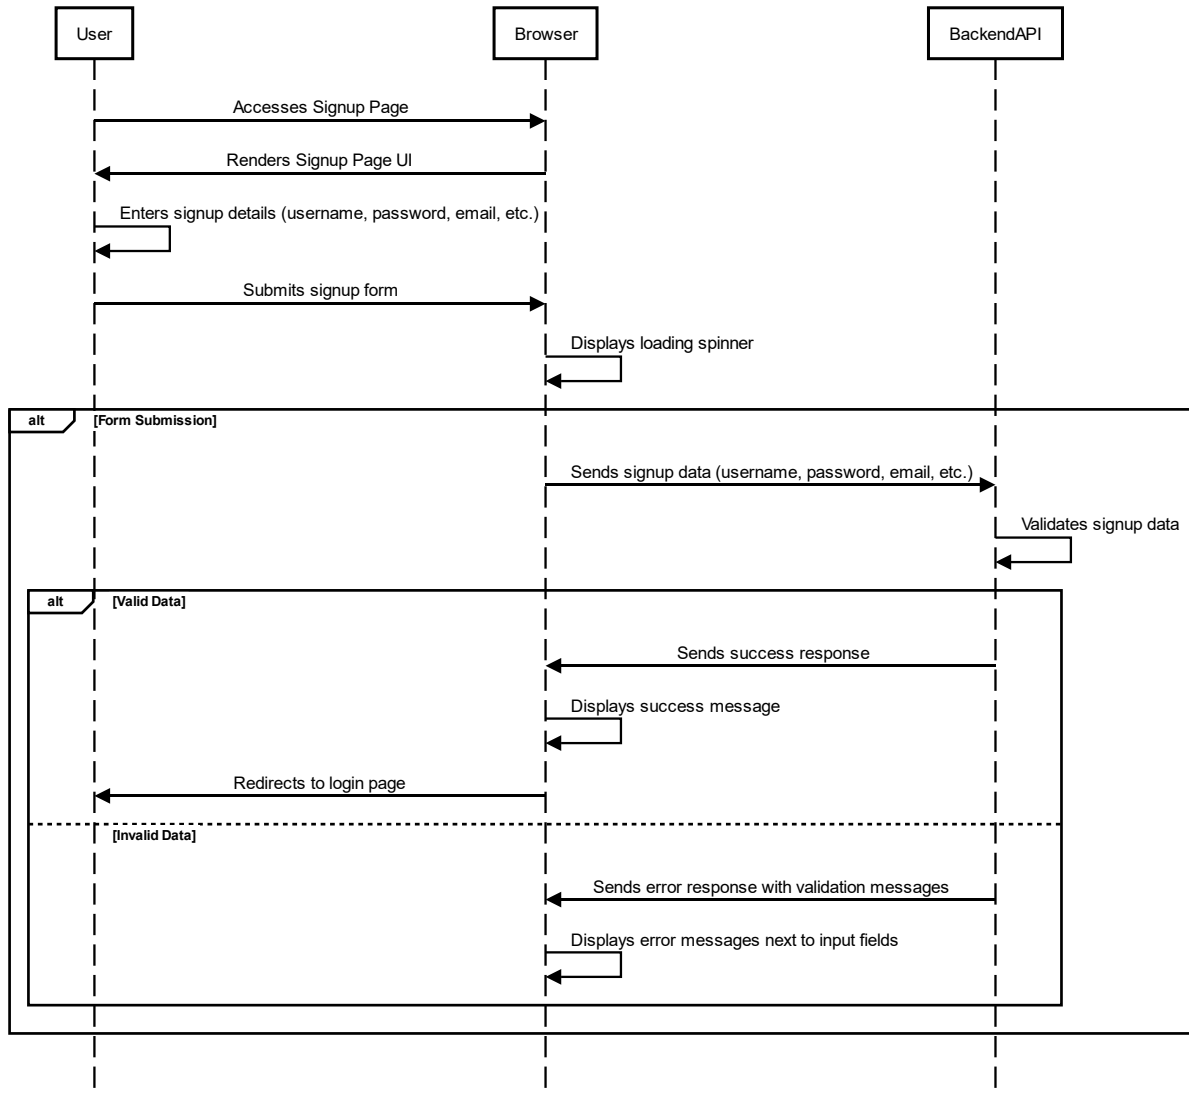 User
Browser
BackendAPI
Accesses Signup Page
Renders Signup Page UI
Enters signup details (username, password, email, etc.)
Submits signup form
Displays loading spinner
alt
[Form Submission]
Sends signup data (username, password, email, etc.)
Validates signup data
alt
[Valid Data]
Sends success response
Displays success message
Redirects to login page
[Invalid Data]
Sends error response with validation messages
Displays error messages next to input fields